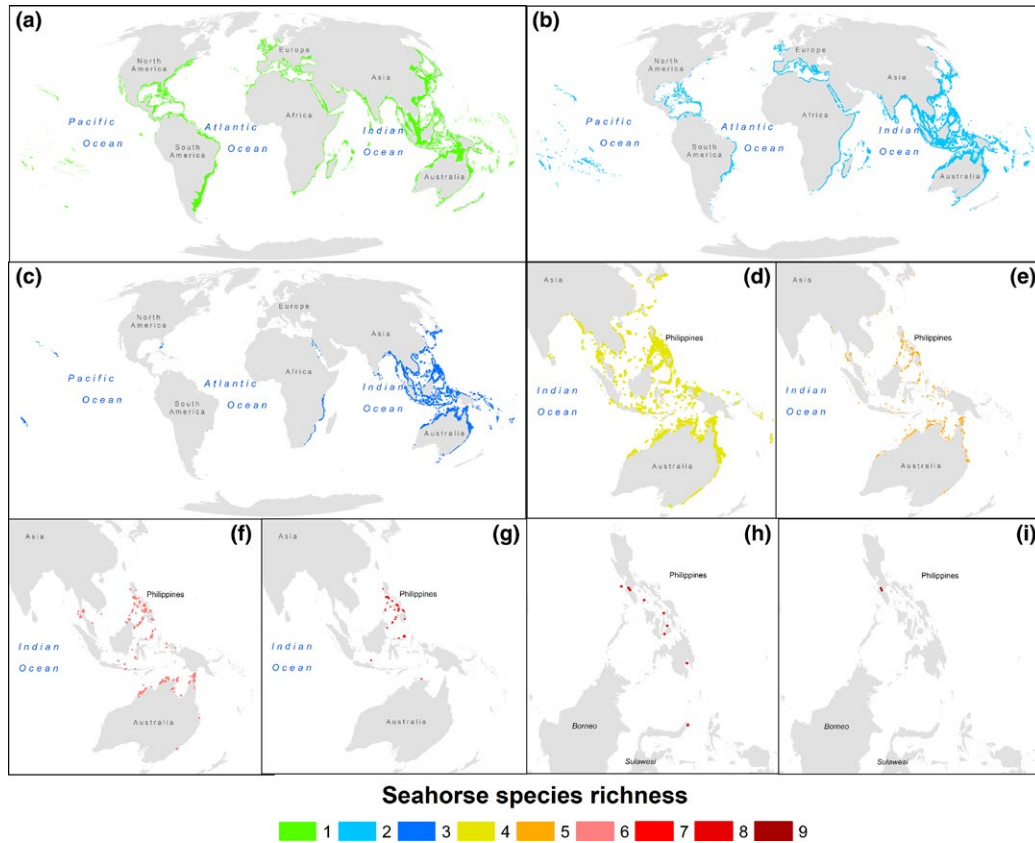 (a)
North
America
Europe
Asia
Pacific
Ocean
Atlantic
Ocean
Africa
Indian
Ocean
South
America
Australia
(b)
North
America
Europe
Asia
Pacific
Ocean
Atlantic
Ocean
Africa
Indian
Ocean
South
America
Australia
(c)
North
America
Europe
Asia
Pacific
Ocean
Atlantic
Ocean
Africa
Indian
Ocean
South
America
Australia
(d)
Asia
Philippines
Indian
Ocean
Australia
(e)
Asia
Philippines
Indian
Ocean
Australia
(f)
Asia
Philippines
Indian
Ocean
Australia
(g)
Asia
Philippines
Indian
Ocean
Australia
(h)
Philippines
Borneo
Sulawesi
(i)
Philippines
Borneo
Sulawesi
Seahorse species richness
1 2 3 4 5 6 7 8 9